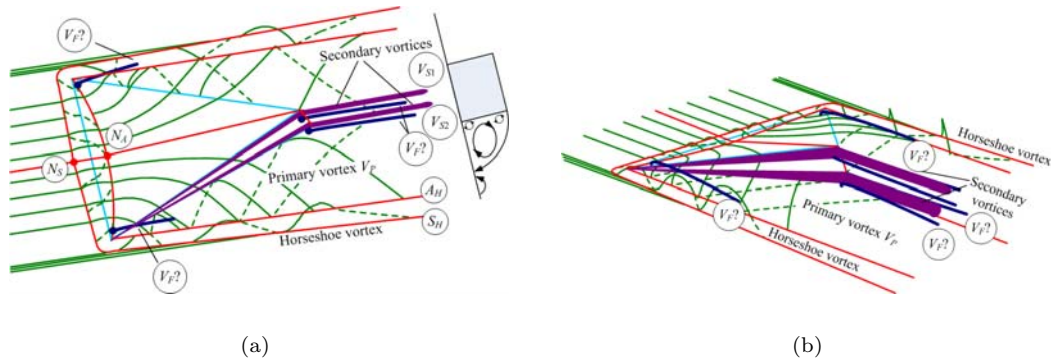 V_F?
Secondary vortices
V_S1
V_S2
V_F?
N_A
N_S
Primary vortex V_P
A_H
S_H
Horseshoe vortex
V_F?
(a)
Horseshoe vortex
V_F?
Secondary
vortices
V_F?
V_F?
V_F?
Primary vortex V_P
Horseshoe vortex
(b)